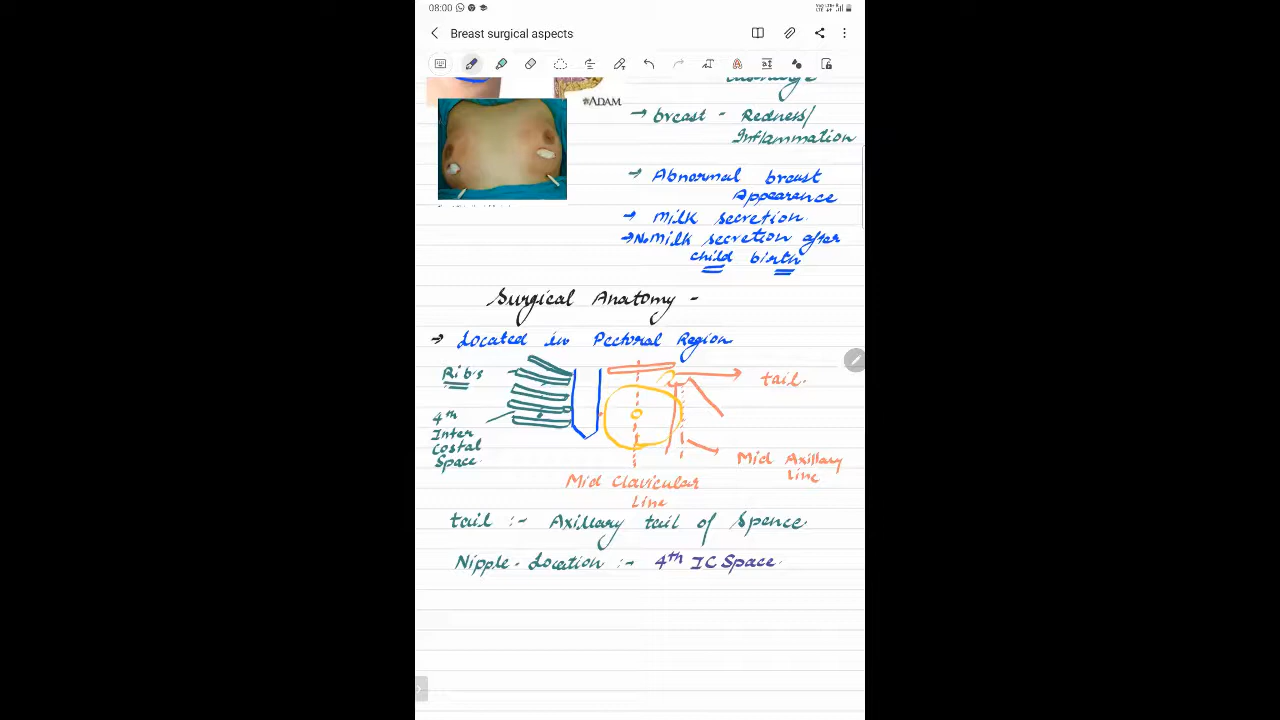 08:00
Breast surgical aspects
ADAM
→ breast - Redness/
Inflammation
→ Abnormal breast
Appearence
→ Milk secretion
→ No Milk secretion after
child birth
Surgical Anatomy -
→ Located in Pectoral Region
Ribs
tail.
4th
Inter
Costal
Space
Mid Axillary
Line
Mid Clavicular
Line
tail :- Axillary tail of Spence
Nipple - Location :- 4th IC Space